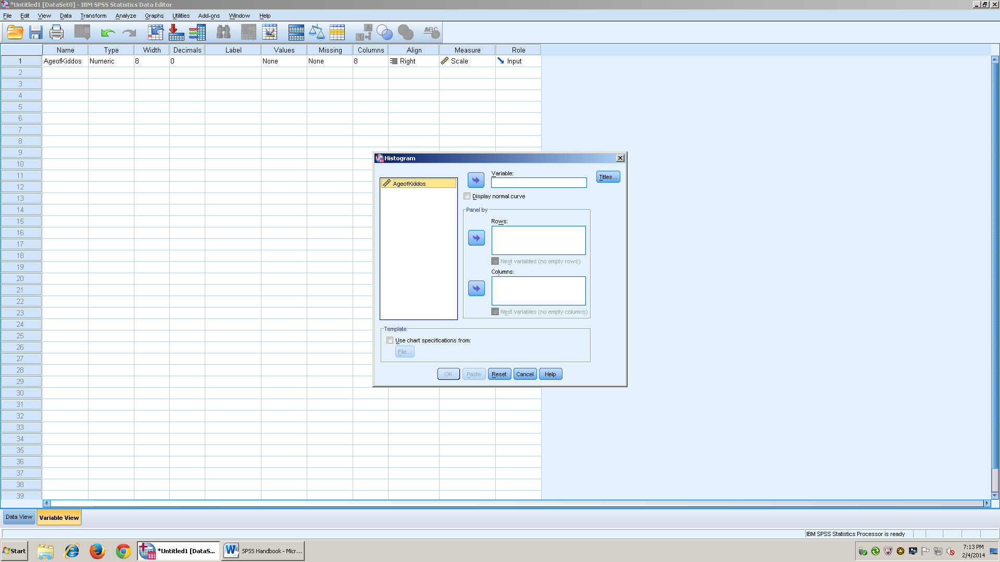 *Untitled1 [DataSet0] - IBM SPSS Statistics Data Editor
File Edit View Data Transform Analyze Graphs Utilities Add-ons Window Help
A
1
ABC
Name Type Width Decimals Label Values Missing Columns Align Measure Role
1 AgeofKiddos Numeric 8 0 None None 8 Right Scale Input
2
3
4
5
6
7
8
9
10
11
12
13
14
15
16
17
18
19
20
21
22
23
24
25
26
27
28
29
30
31
32
33
34
35
36
37
38
39
Histogram
AgeofKiddos
Variable:
Titles...
Display normal curve
Panel by
Rows:
Nest variables (no empty rows)
Columns:
Nest variables (no empty columns)
Template
Use chart specifications from:
File...
OK Paste Reset Cancel Help
Data View Variable View
IBM SPSS Statistics Processor is ready
Start
*Untitled1 [DataS...
SPSS Handbook - Micr...
7:13 PM
2/4/2014